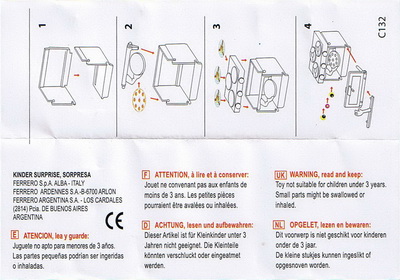 1
2
3
4
C132
KINDER SURPRISE, SORPRESA
FERRERO S.p.A. ALBA - ITALY
FERRERO ARDENNES S.A.-B-6700 ARLON
FERRERO ARGENTINA S.A. - LOS CARDALES
(2814) Pcia. DE BUENOS AIRES
ARGENTINA
CE
E ATENCION, lea y guarde:
Juguete no apto para menores de 3 años.
Las partes pequeñas podrían ser ingeridas
o inhaladas.
F ATTENTION, à lire et à conserver:
Jouet ne convenant pas aux enfants de
moins de 3 ans. Les petites pièces
pourraient être avalées ou inhalées.
D ACHTUNG, lesen und aufbewahren:
Dieser Artikel ist für Kleinkinder unter 3
Jahren nicht geeignet. Die Kleinteile
könnten verschluckt oder eingeatmet
werden.
UK WARNING, read and keep:
Toy not suitable for children under 3 years.
Small parts might be swallowed or
inhaled.
NL OPGELET, lezen en bewaren:
Dit voorwerp is niet geschikt voor kinderen
onder de 3 jaar.
De kleine stukjes kunnen ingeslikt of
opgesnoven worden.